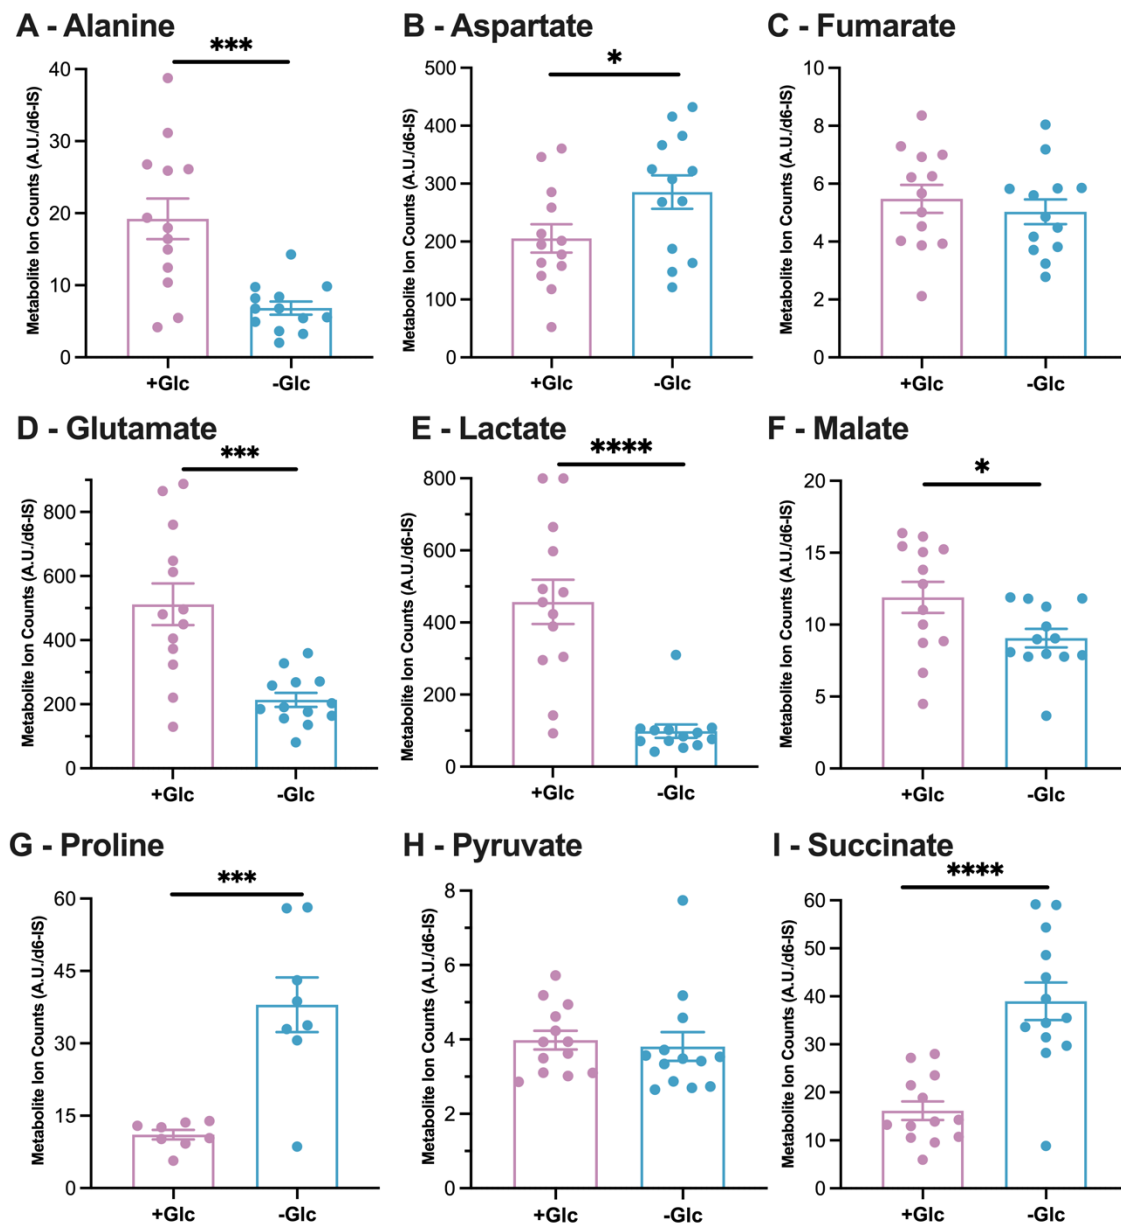 A - Alanine
***
Metabolite Ion Counts (A.U./d6-IS)
40
30
20
10
0
+Glc
-Glc
B - Aspartate
*
Metabolite Ion Counts (A.U./d6-IS)
500
400
300
200
100
0
+Glc
-Glc
C - Fumarate
Metabolite Ion Counts (A.U./d6-IS)
10
8
6
4
2
0
+Glc
-Glc
D - Glutamate
***
Metabolite Ion Counts (A.U./d6-IS)
800
600
400
200
0
+Glc
-Glc
E - Lactate
****
Metabolite Ion Counts (A.U./d6-IS)
800
600
400
200
0
+Glc
-Glc
F - Malate
*
Metabolite Ion Counts (A.U./d6-IS)
20
15
10
5
0
+Glc
-Glc
G - Proline
***
Metabolite Ion Counts (A.U./d6-IS)
60
45
30
15
0
+Glc
-Glc
H - Pyruvate
Metabolite Ion Counts (A.U./d6-IS)
8
6
4
2
0
+Glc
-Glc
I - Succinate
****
Metabolite Ion Counts (A.U./d6-IS)
60
50
40
30
20
10
0
+Glc
-Glc